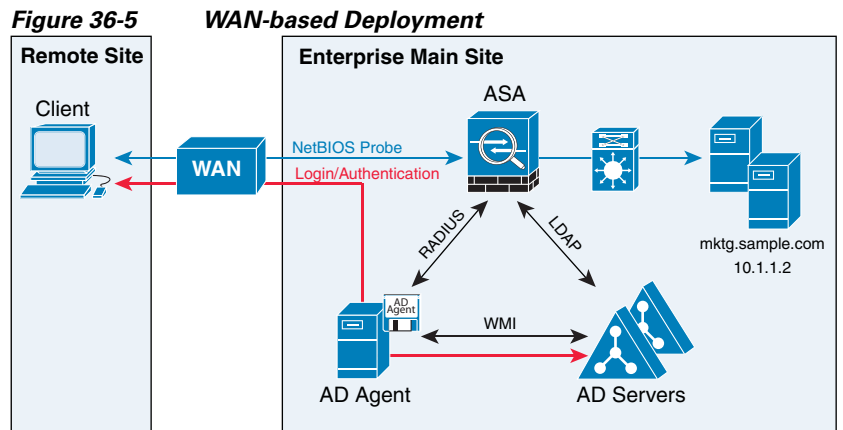 Figure 36-5 WAN-based Deployment
Remote Site
Enterprise Main Site
Client
ASA
WAN
NetBIOS Probe
Login/Authentication
RADIUS
LDAP
mktg.sample.com
10.1.1.2
AD
Agent
WMI
AD Agent
AD Servers